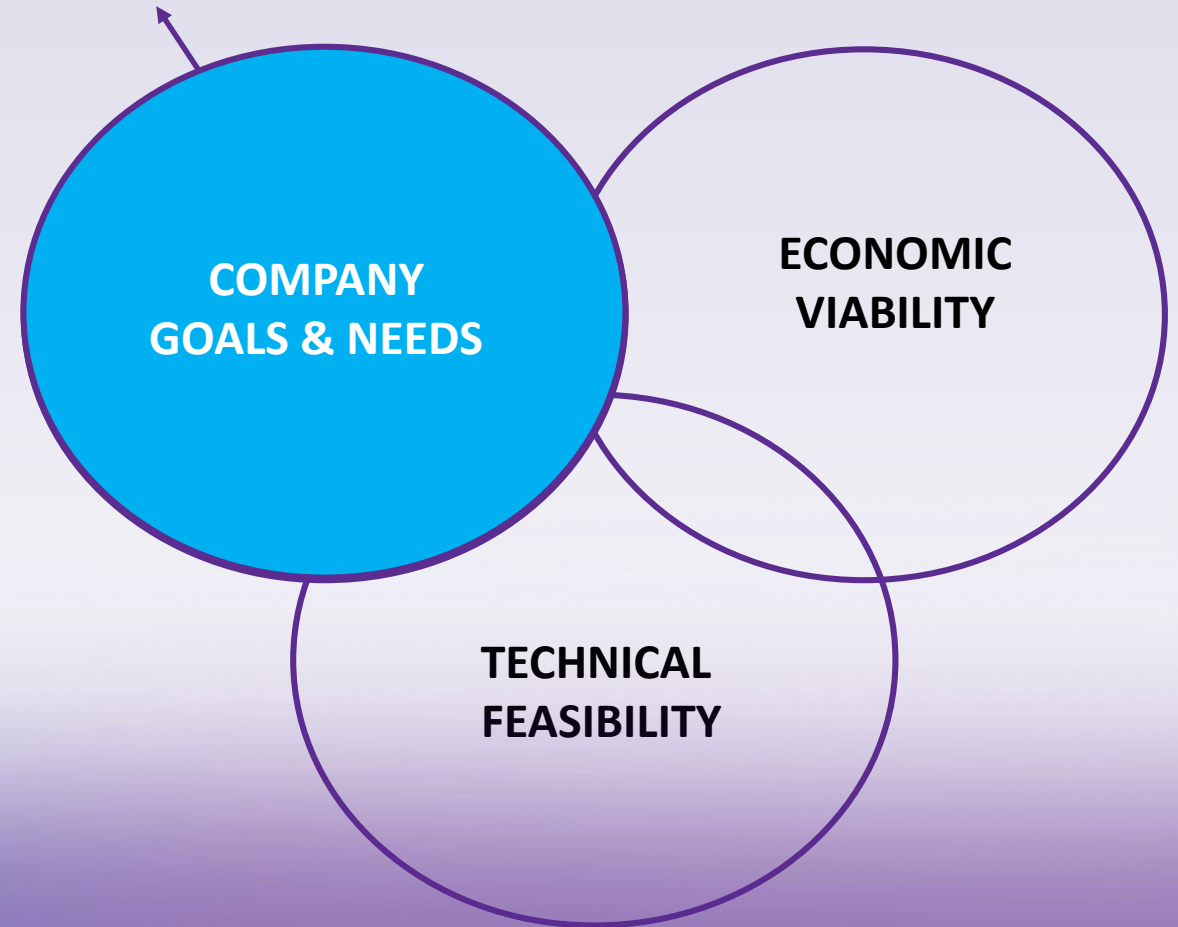 COMPANY
GOALS & NEEDS
ECONOMIC
VIABILITY
TECHNICAL
FEASIBILITY